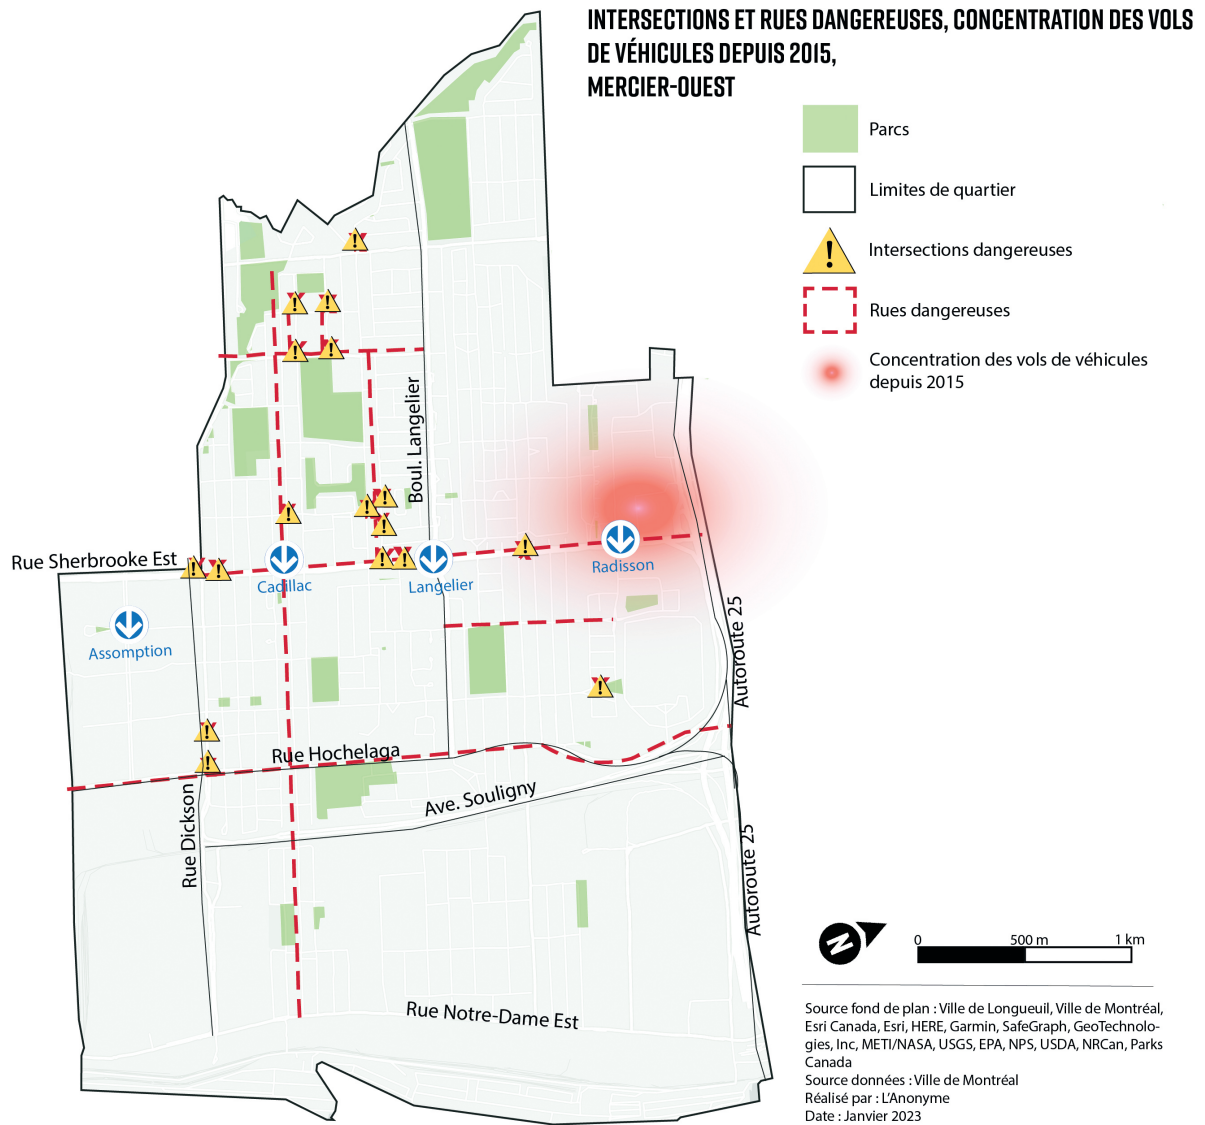 INTERSECTIONS ET RUES DANGEREUSES, CONCENTRATION DES VOLS
DE VÉHICULES DEPUIS 2015,
MERCIER-OUEST
Parcs
Limites de quartier
Intersections dangereuses
Rues dangereuses
Concentration des vols de véhicules
depuis 2015
Boul. Langelier
Rue Sherbrooke Est
Cadillac
Langelier
Radisson
Assomption
Autoroute 25
Rue Hochelaga
Ave. Souligny
Rue Dickson
Autoroute 25
Rue Notre-Dame Est
N
0 500 m 1 km
Source fond de plan : Ville de Longueuil, Ville de Montréal,
Esri Canada, Esri, HERE, Garmin, SafeGraph, GeoTechnolo-
gies, Inc, METI/NASA, USGS, EPA, NPS, USDA, NRCan, Parks
Canada
Source données : Ville de Montréal
Réalisé par : L'Anonyme
Date : Janvier 2023